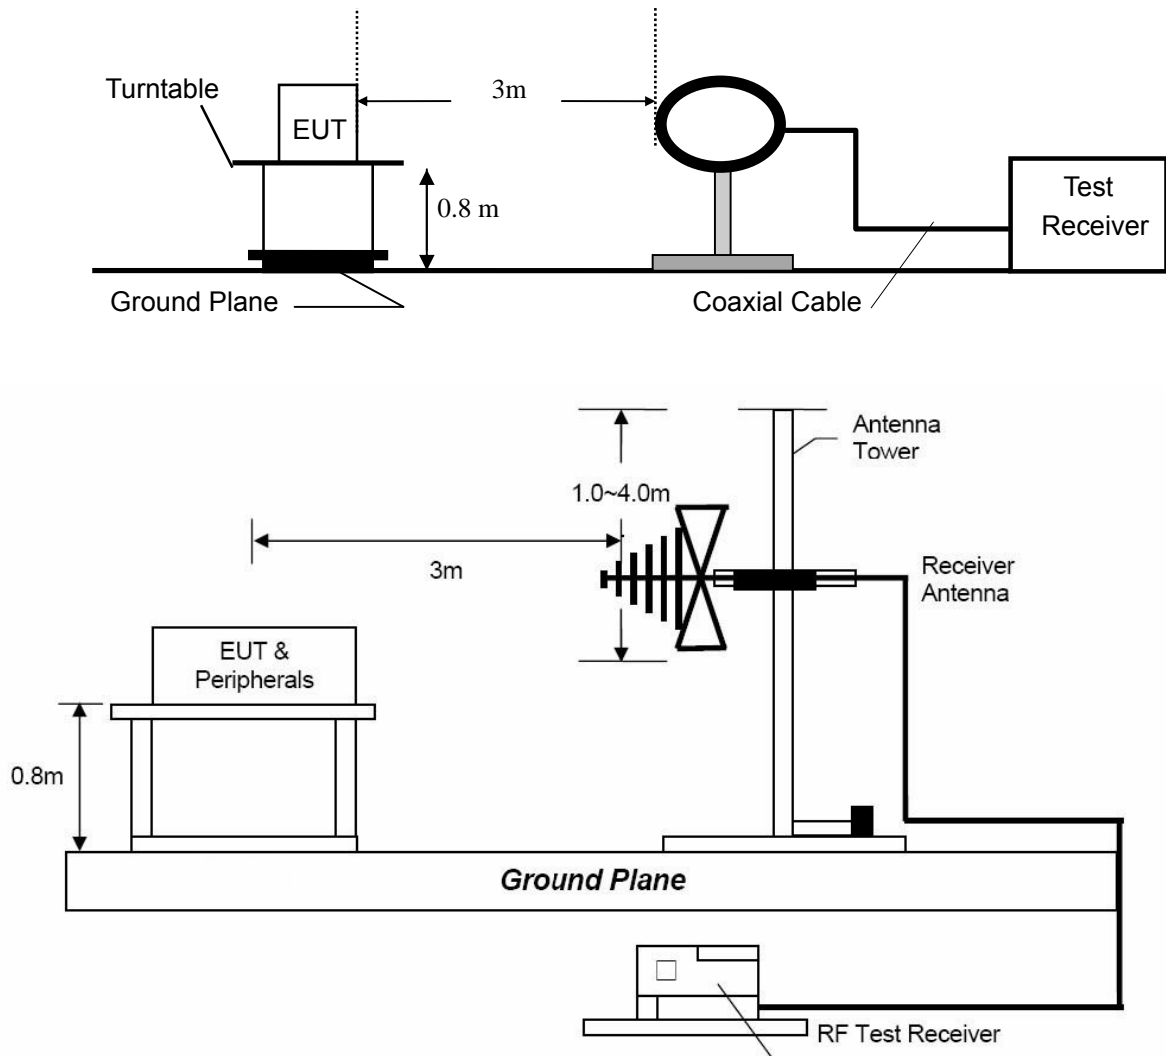 Turntable
3m
EUT
0.8 m
Test
Receiver
Ground Plane
Coaxial Cable
Antenna
Tower
1.0~4.0m
3m
Receiver
Antenna
EUT &
Peripherals
0.8m
Ground Plane
RF Test Receiver